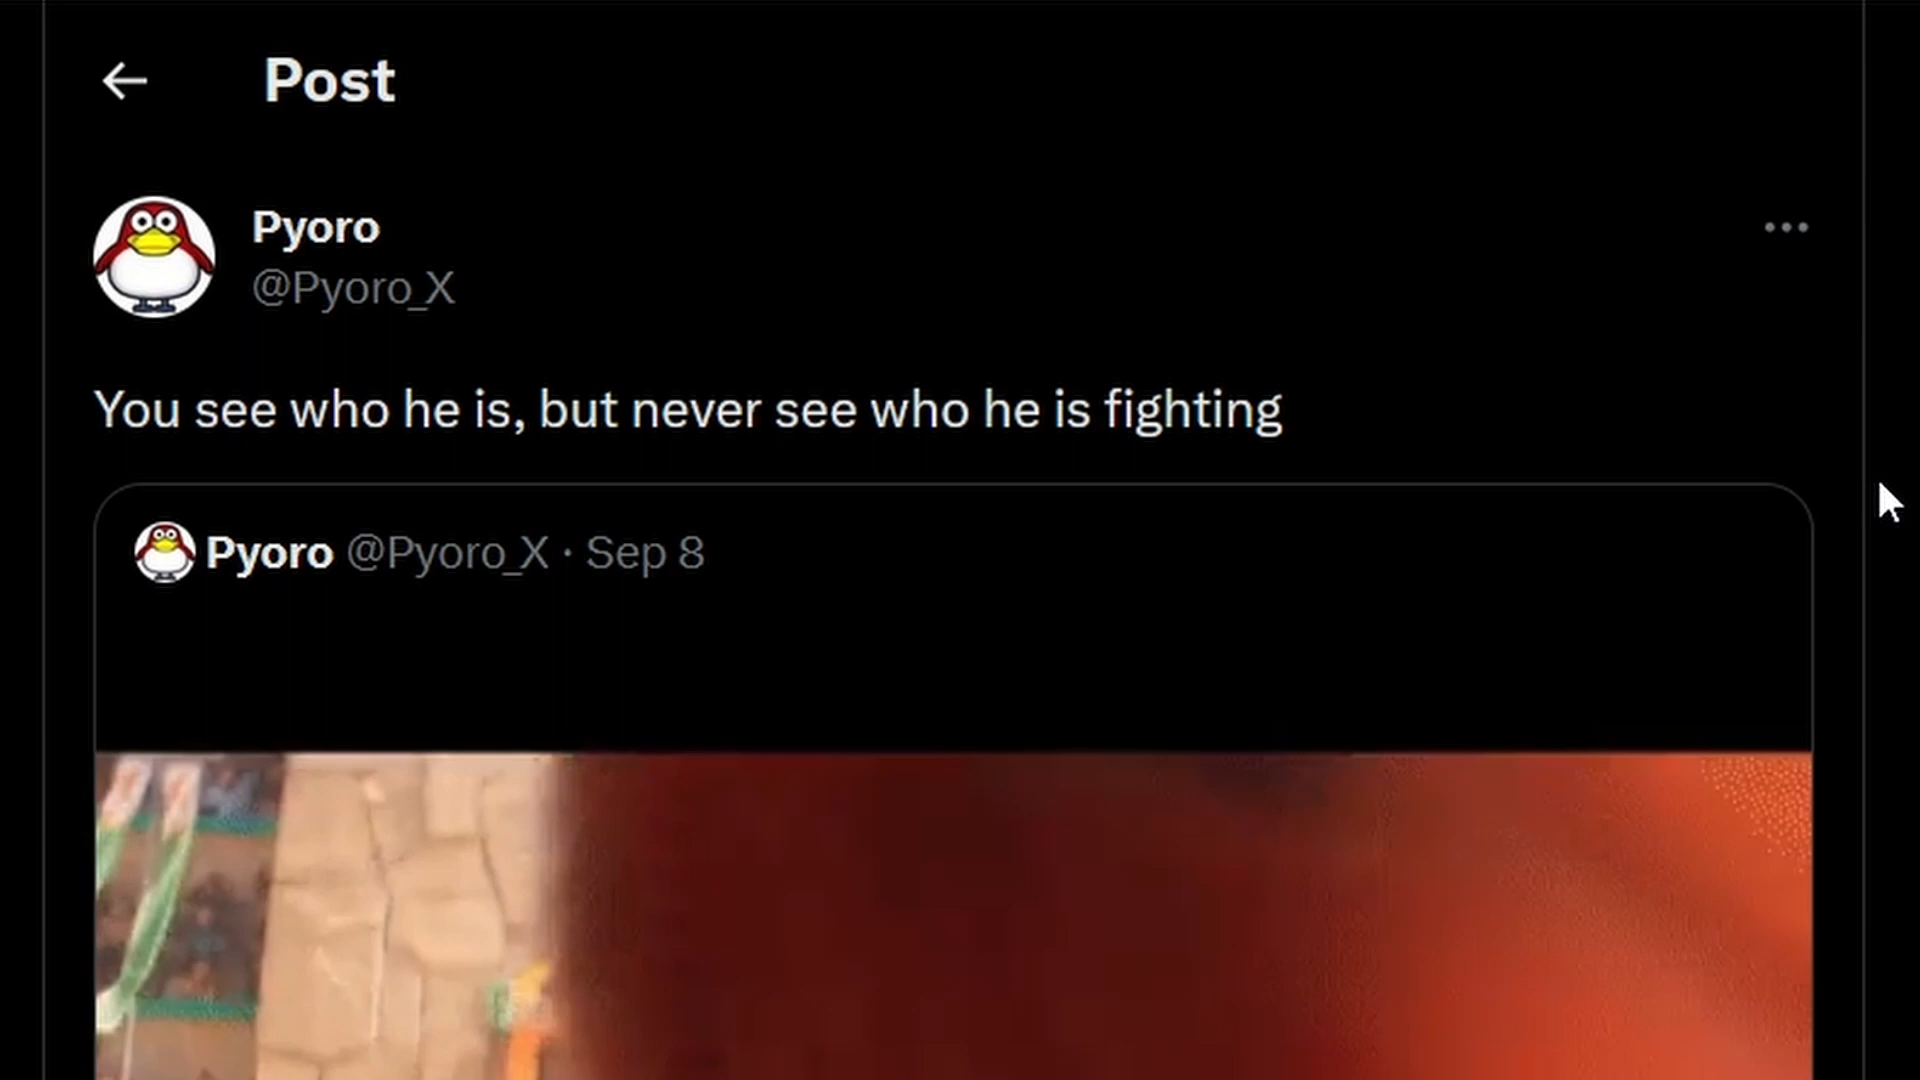 Post
Pyoro
@Pyoro_X
You see who he is, but never see who he is fighting
Pyoro @Pyoro_X · Sep 8